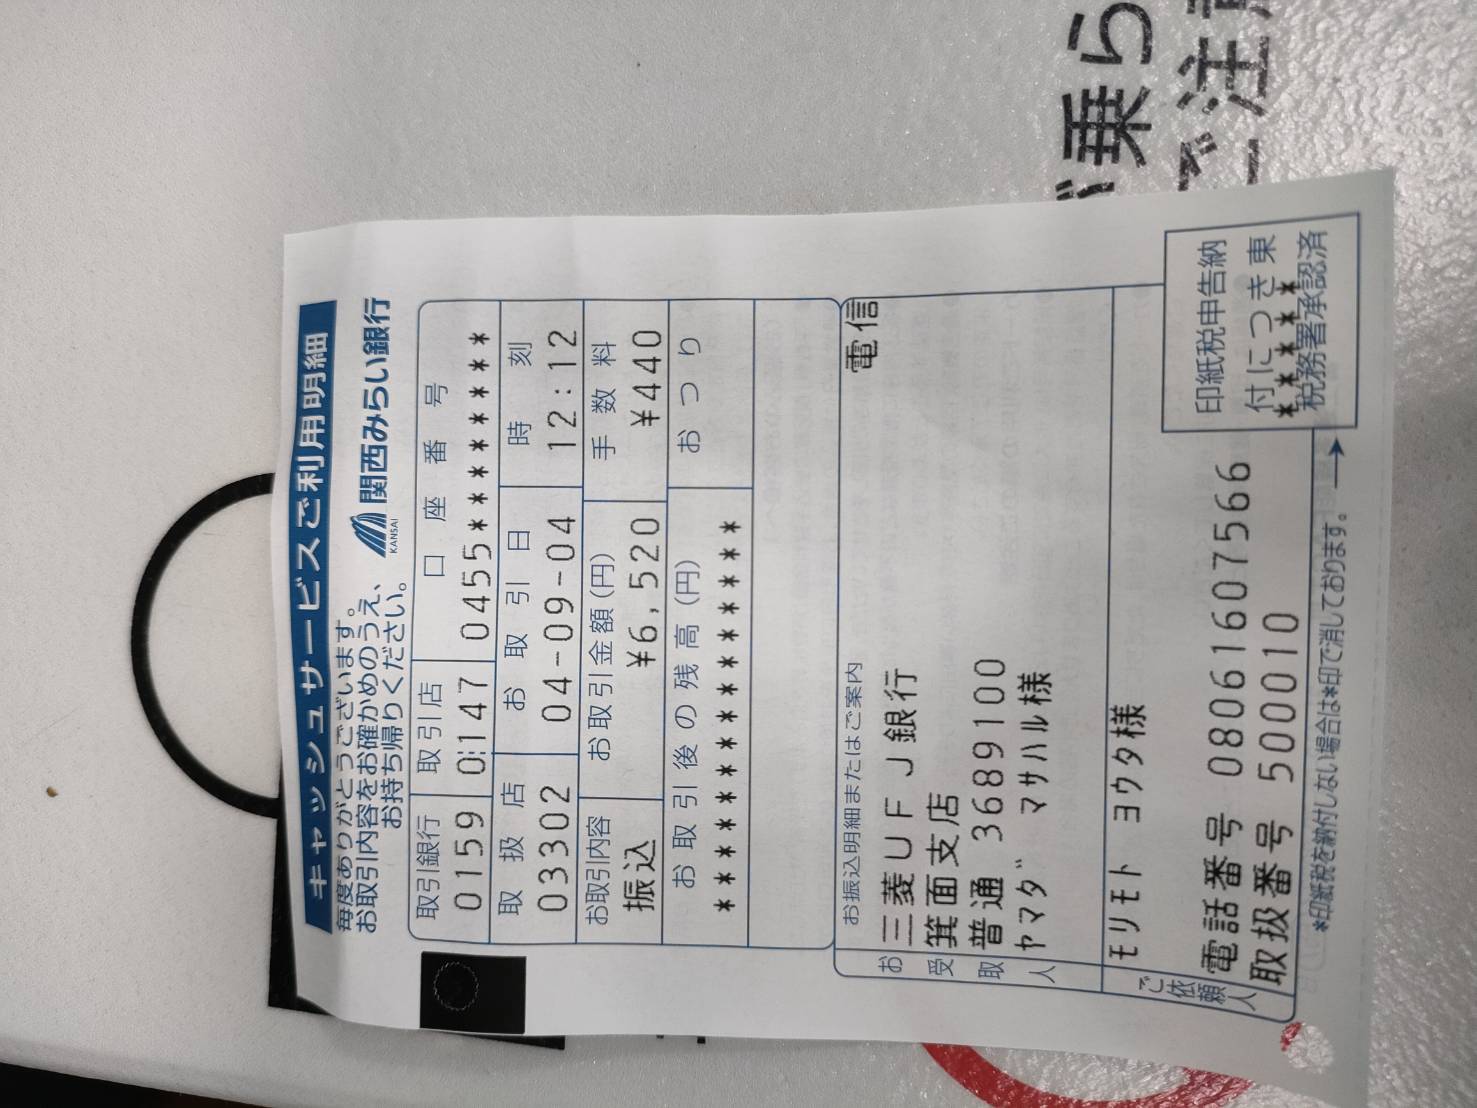 キャッシュサービスご利用明細
毎度ありがとうございます。
お取引内容をお確かめのうえ、
お持ち帰りください。
KANSAI 関西みらい銀行
取引銀行 取引店 口座番号
0159 0147 0455***********
取扱店 お取引日 時刻
03302 04-09-04 12:12
お取引内容 お取引金額(円) 手数料
振込 ¥6,520 ¥440
お取引後の残高(円) おつり
****************
お振込明細またはご案内
電信
お受取人
三菱UFJ銀行
箕面支店
普通 3689100
ヤマダ マサハル様
ご依頼人
モリモト ヨウタ様
電話番号 08061607566
取扱番号 500010
印紙税申告納
付につき東
*****
税務署承認済
*印紙税を納付しない場合は*印で消しております。→
が乗ら
ご注意